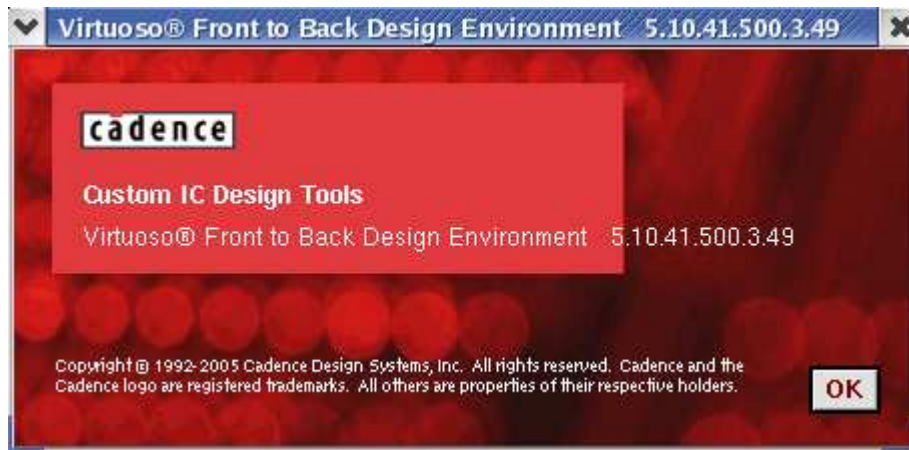 Virtuoso® Front to Back Design Environment 5.10.41.500.3.49
cadence
Custom IC Design Tools
Virtuoso® Front to Back Design Environment 5.10.41.500.3.49
Copyright © 1992-2005 Cadence Design Systems, Inc. All rights reserved. Cadence and the
Cadence logo are registered trademarks. All others are properties of their respective holders.
OK